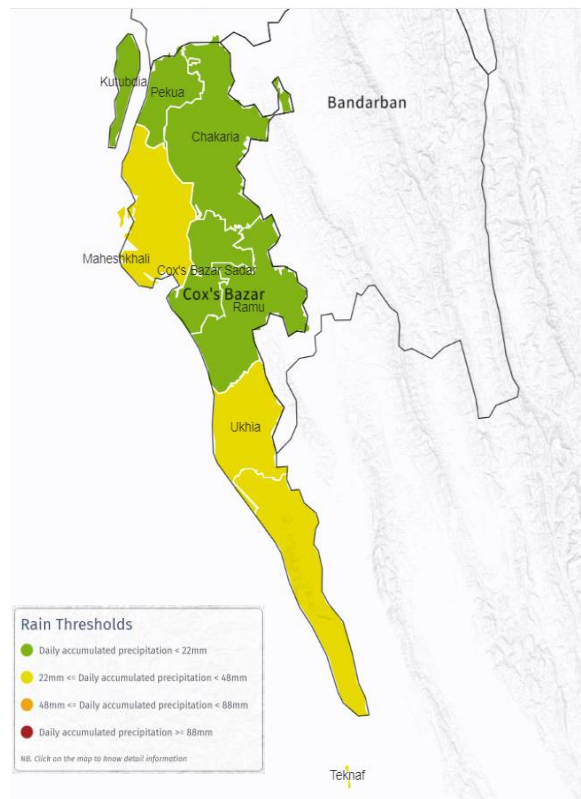 Kutubdia
Pekua
Bandarban
Chakaria
Maheshkhali
Cox's Bazar Sadar
Cox's Bazar
Ramu
Ukhia
Rain Thresholds
Daily accumulated precipitation < 22mm
22mm <= Daily accumulated precipitation < 48mm
48mm <= Daily accumulated precipitation < 88mm
Daily accumulated precipitation >= 88mm
NB. Click on the map to know detail information
Teknaf